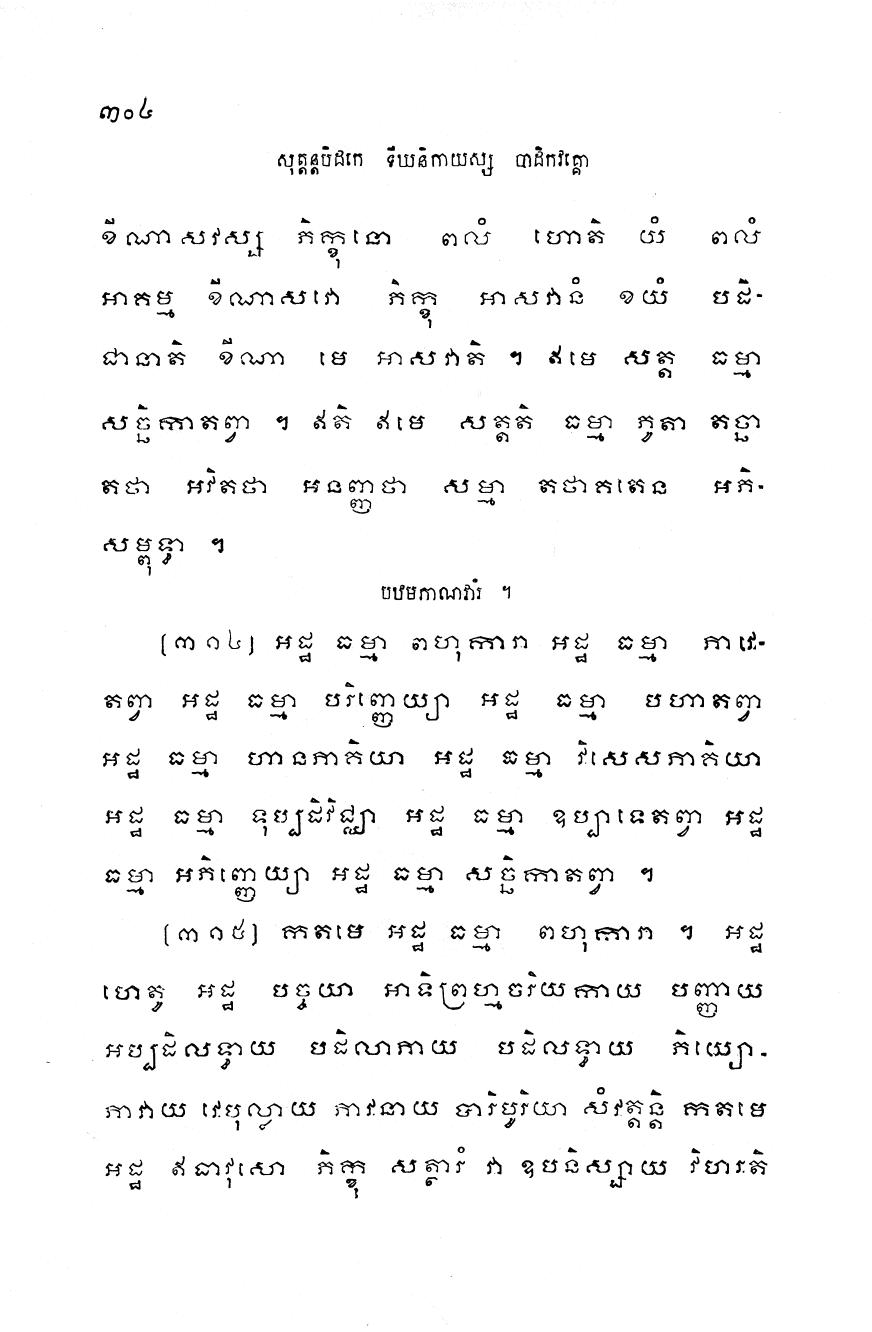 ៣០៤
សុត្តន្តបិដកេ ទីឃនិកាយស្ស បាដិកវគ្គោ
ខីណាសវស្ស ភិក្ខុនោ ពលំ ហោតិ យំ ពលំ
អាគម្ម ខីណាសវោ ភិក្ខុ អាសវានំ ខយំ បដិ-
ជានាតិ ខីណា មេ អាសវាតិ ។ ឥមេ សត្ត ធម្មា
សច្ឆិកាតព្វា ។ ឥតិ ឥមេ សត្តតិ ធម្មា ភូតា តច្ឆា
តថា អវិតថា អនញ្ញថា សម្មា តថាគតេន អភិ-
សម្ពុទ្ធា ។
បឋមភាណវារំ ។
[៣១៤] អដ្ឋ ធម្មា ពហុការា អដ្ឋ ធម្មា ភាវេ-
តព្វា អដ្ឋ ធម្មា បរិញ្ញេយ្យា អដ្ឋ ធម្មា បហាតព្វា
អដ្ឋ ធម្មា ហានភាគិយា អដ្ឋ ធម្មា វិសេសភាគិយា
អដ្ឋ ធម្មា ទុប្បដិវិជ្ឈា អដ្ឋ ធម្មា ឧប្បាទេតព្វា អដ្ឋ
ធម្មា អភិញ្ញេយ្យា អដ្ឋ ធម្មា សច្ឆិកាតព្វា ។
[៣១៥] កតមេ អដ្ឋ ធម្មា ពហុការា ។ អដ្ឋ
ហេតូ អដ្ឋ បច្ចយា អាទិព្រហ្មចរិយកាយ បញ្ញាយ
អប្បដិលទ្ធាយ បដិលាភាយ បដិលទ្ធាយ ភិយ្យោ-
ភាវាយ វេបុល្លាយ ភាវនាយ បារិបូរិយា សំវត្តន្តិ កតមេ
អដ្ឋ ឥធាវុសោ ភិក្ខុ សត្ថារំ វា ឧបនិស្សាយ វិហរតិ